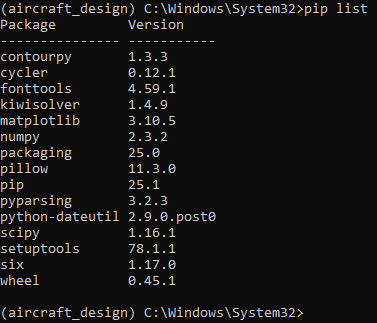 (aircraft_design) C:\Windows\System32>pip list
Package         Version
--------------- -----------
contourpy       1.3.3
cycler          0.12.1
fonttools       4.59.1
kiwisolver      1.4.9
matplotlib      3.10.5
numpy           2.3.2
packaging       25.0
pillow          11.3.0
pip             25.1
pyparsing       3.2.3
python-dateutil 2.9.0.post0
scipy           1.16.1
setuptools      78.1.1
six             1.17.0
wheel           0.45.1
(aircraft_design) C:\Windows\System32>